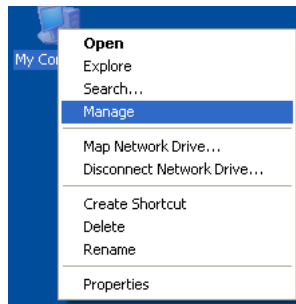 My Co
Open
Explore
Search...
Manage
Map Network Drive...
Disconnect Network Drive...
Create Shortcut
Delete
Rename
Properties